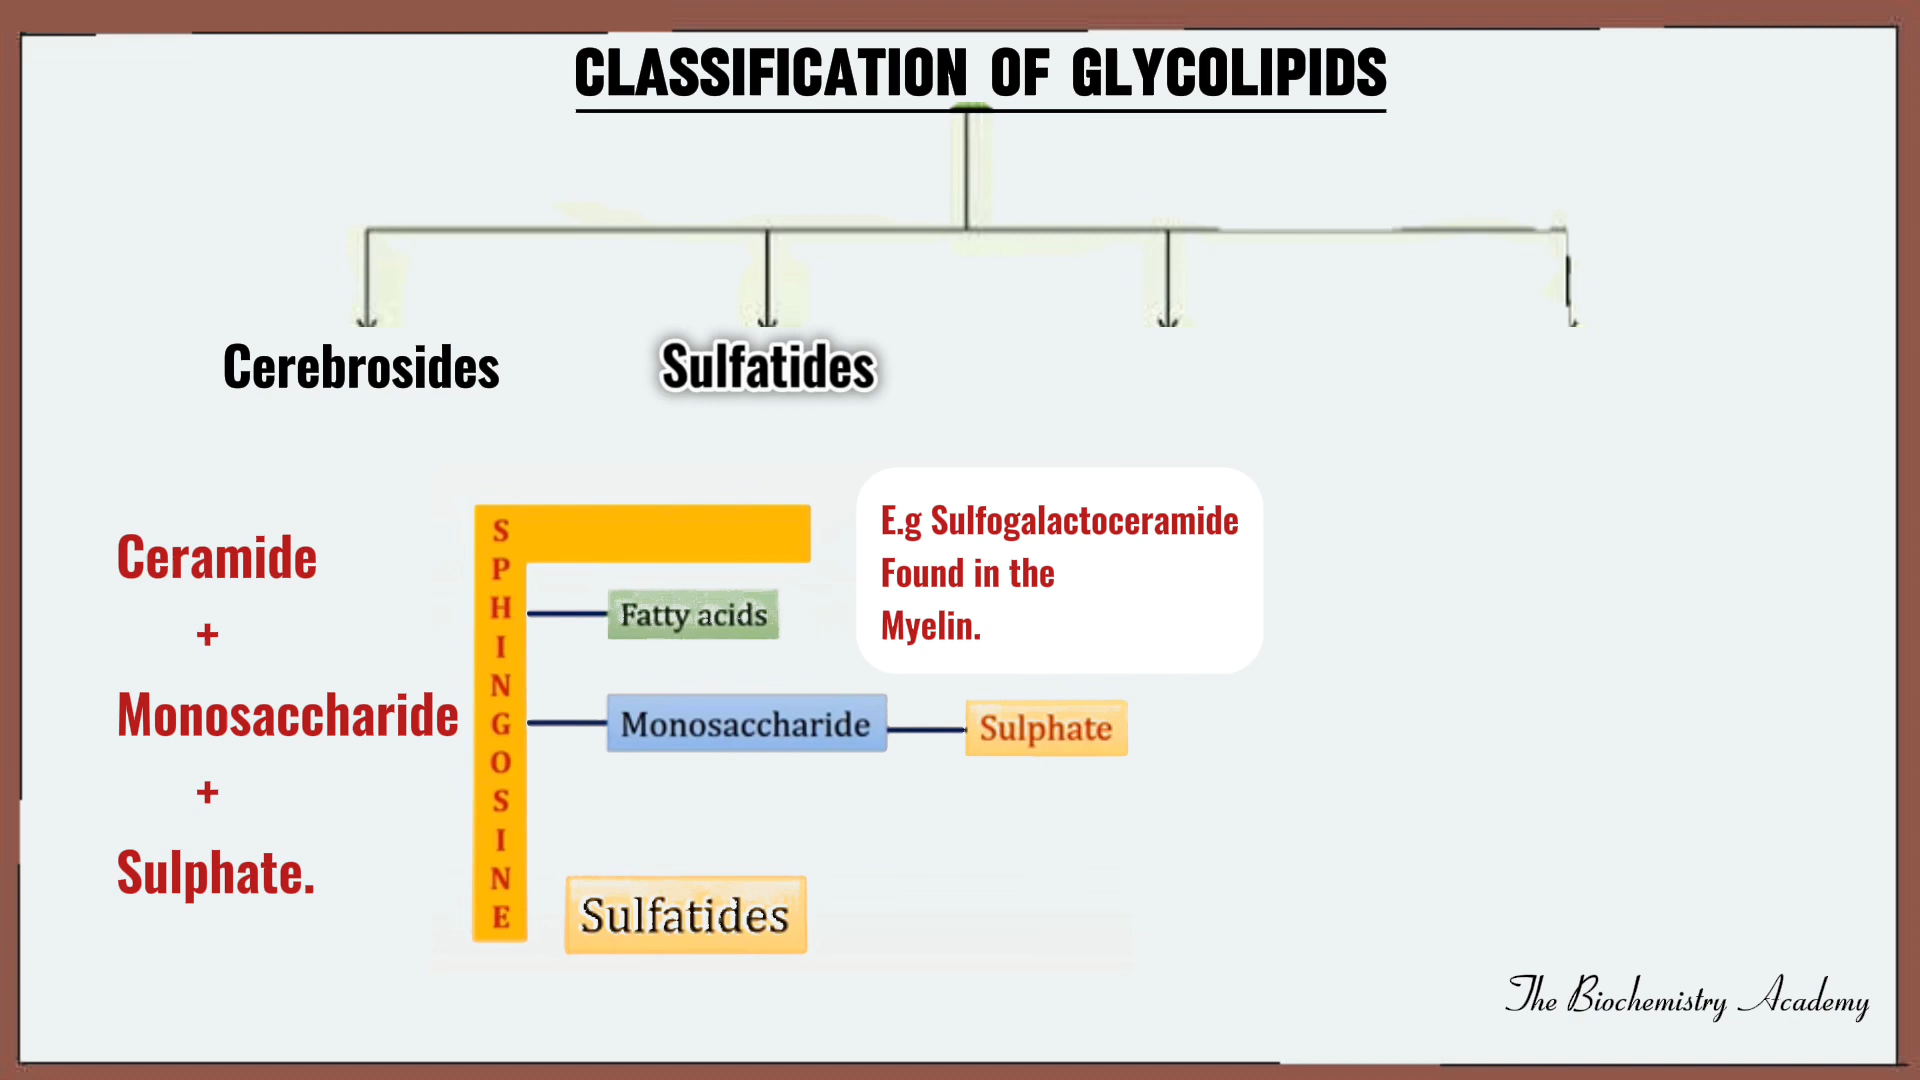 CLASSIFICATION OF GLYCOLIPIDS
Cerebrosides
Sulfatides
Ceramide
+
Monosaccharide
+
Sulphate.
SPHINGOSINE
Fatty acids
Monosaccharide
Sulphate
Sulfatides
E.g Sulfogalactoceramide
Found in the
Myelin.
The Biochemistry Academy